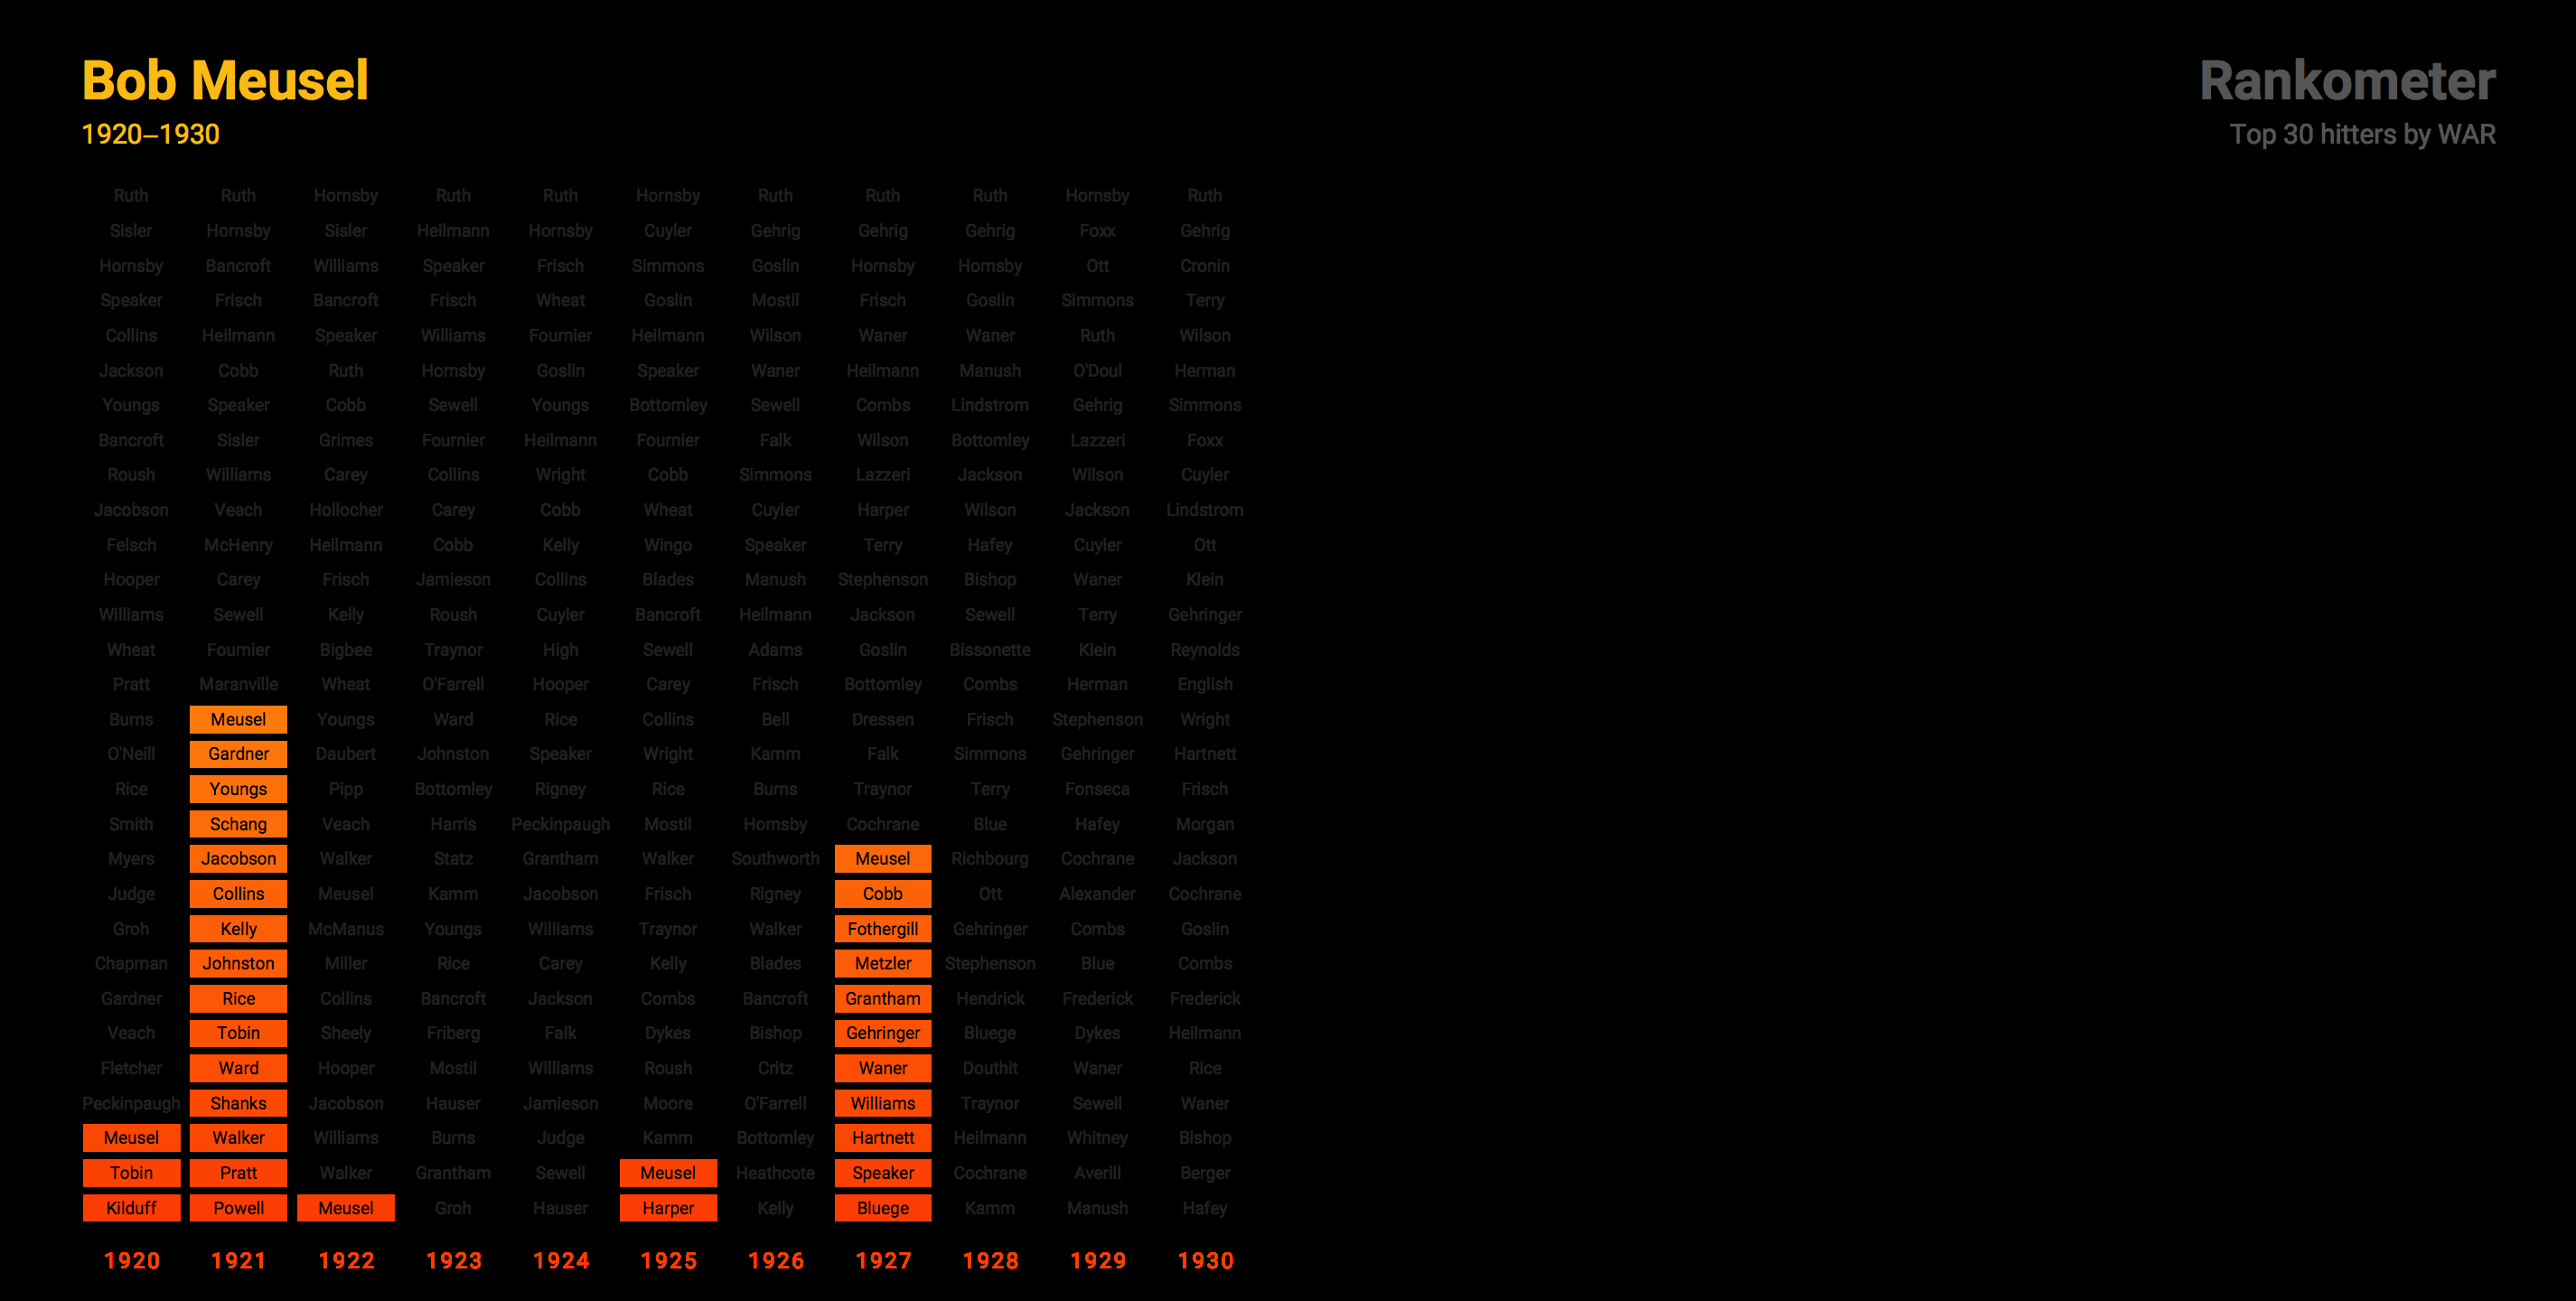 Bob Meusel
1920–1930
Rankometer
Top 30 hitters by WAR
Ruth Ruth Hornsby Ruth Ruth Hornsby Ruth Ruth Ruth Hornsby Ruth
Sisler Hornsby Sisler Heilmann Hornsby Cuyler Gehrig Gehrig Gehrig Foxx Gehrig
Hornsby Bancroft Williams Speaker Frisch Simmons Goslin Hornsby Hornsby Ott Cronin
Speaker Frisch Bancroft Frisch Wheat Goslin Mostil Frisch Goslin Simmons Terry
Collins Heilmann Speaker Williams Fournier Heilmann Wilson Waner Waner Ruth Wilson
Jackson Cobb Ruth Hornsby Goslin Speaker Waner Heilmann Manush O'Doul Herman
Youngs Speaker Cobb Sewell Youngs Bottomley Sewell Combs Lindstrom Gehrig Simmons
Bancroft Sisler Grimes Fournier Heilmann Fournier Falk Wilson Bottomley Lazzeri Foxx
Roush Williams Carey Collins Wright Cobb Simmons Lazzeri Jackson Wilson Cuyler
Jacobson Veach Hollocher Carey Cobb Wheat Cuyler Harper Wilson Jackson Lindstrom
Felsch McHenry Heilmann Cobb Kelly Wingo Speaker Terry Hafey Cuyler Ott
Hooper Carey Frisch Jamieson Collins Blades Manush Stephenson Bishop Waner Klein
Williams Sewell Kelly Roush Cuyler Bancroft Heilmann Jackson Sewell Terry Gehringer
Wheat Fournier Bigbee Traynor High Sewell Adams Goslin Bissonette Klein Reynolds
Pratt Maranville Wheat O'Farrell Hooper Carey Frisch Bottomley Combs Herman English
Burns Meusel Youngs Ward Rice Collins Bell Dressen Frisch Stephenson Wright
O'Neill Gardner Daubert Johnston Speaker Wright Kamm Falk Simmons Gehringer Hartnett
Rice Youngs Pipp Bottomley Rigney Rice Burns Traynor Terry Fonseca Frisch
Smith Schang Veach Harris Peckinpaugh Mostil Hornsby Cochrane Blue Hafey Morgan
Myers Jacobson Walker Statz Grantham Walker Southworth Meusel Richbourg Cochrane Jackson
Judge Collins Meusel Kamm Jacobson Frisch Rigney Cobb Ott Alexander Cochrane
Groh Kelly McManus Youngs Williams Traynor Walker Fothergill Gehringer Combs Goslin
Chapman Johnston Miller Rice Carey Kelly Blades Metzler Stephenson Blue Combs
Gardner Rice Collins Bancroft Jackson Combs Bancroft Grantham Hendrick Frederick Frederick
Veach Tobin Sheely Friberg Falk Dykes Bishop Gehringer Bluege Dykes Heilmann
Fletcher Ward Hooper Mostil Williams Roush Critz Waner Douthit Waner Rice
Peckinpaugh Shanks Jacobson Hauser Jamieson Moore O'Farrell Williams Traynor Sewell Waner
Meusel Walker Williams Burns Judge Kamm Bottomley Hartnett Heilmann Whitney Bishop
Tobin Pratt Walker Grantham Sewell Meusel Heathcote Speaker Cochrane Averill Berger
Kilduff Powell Meusel Groh Hauser Harper Kelly Bluege Kamm Manush Hafey
1920 1921 1922 1923 1924 1925 1926 1927 1928 1929 1930